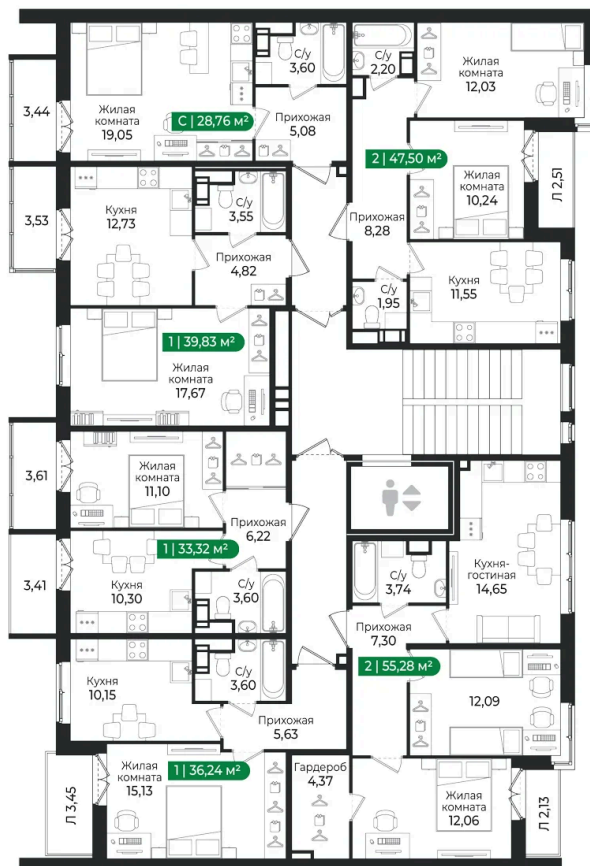 3,44
Жилая
комната
19,05
С/у
3,60
С | 28,76 м²
Прихожая
5,08
С/у
2,20
Жилая
комната
12,03
2 | 47,50 м²
Жилая
комната
10,24
Л 2,51
3,53
Кухня
12,73
С/у
3,55
Прихожая
4,82
Прихожая
8,28
С/у
1,95
11,55
1 | 39,83 м²
Жилая
комната
17,67
3,61
Жилая
комната
11,10
Прихожая
6,22
3,41
1 | 33,32 м²
Кухня
10,30
С/у
3,60
С/у
3,74
Кухня-
гостиная
14,65
Прихожая
7,30
2 | 55,28 м²
Кухня
10,15
С/у
3,60
Прихожая
5,63
12,09
Л 3,45
1 | 36,24 м²
Жилая
комната
15,13
Гардероб
4,37
Жилая
комната
12,06
Л 2,13